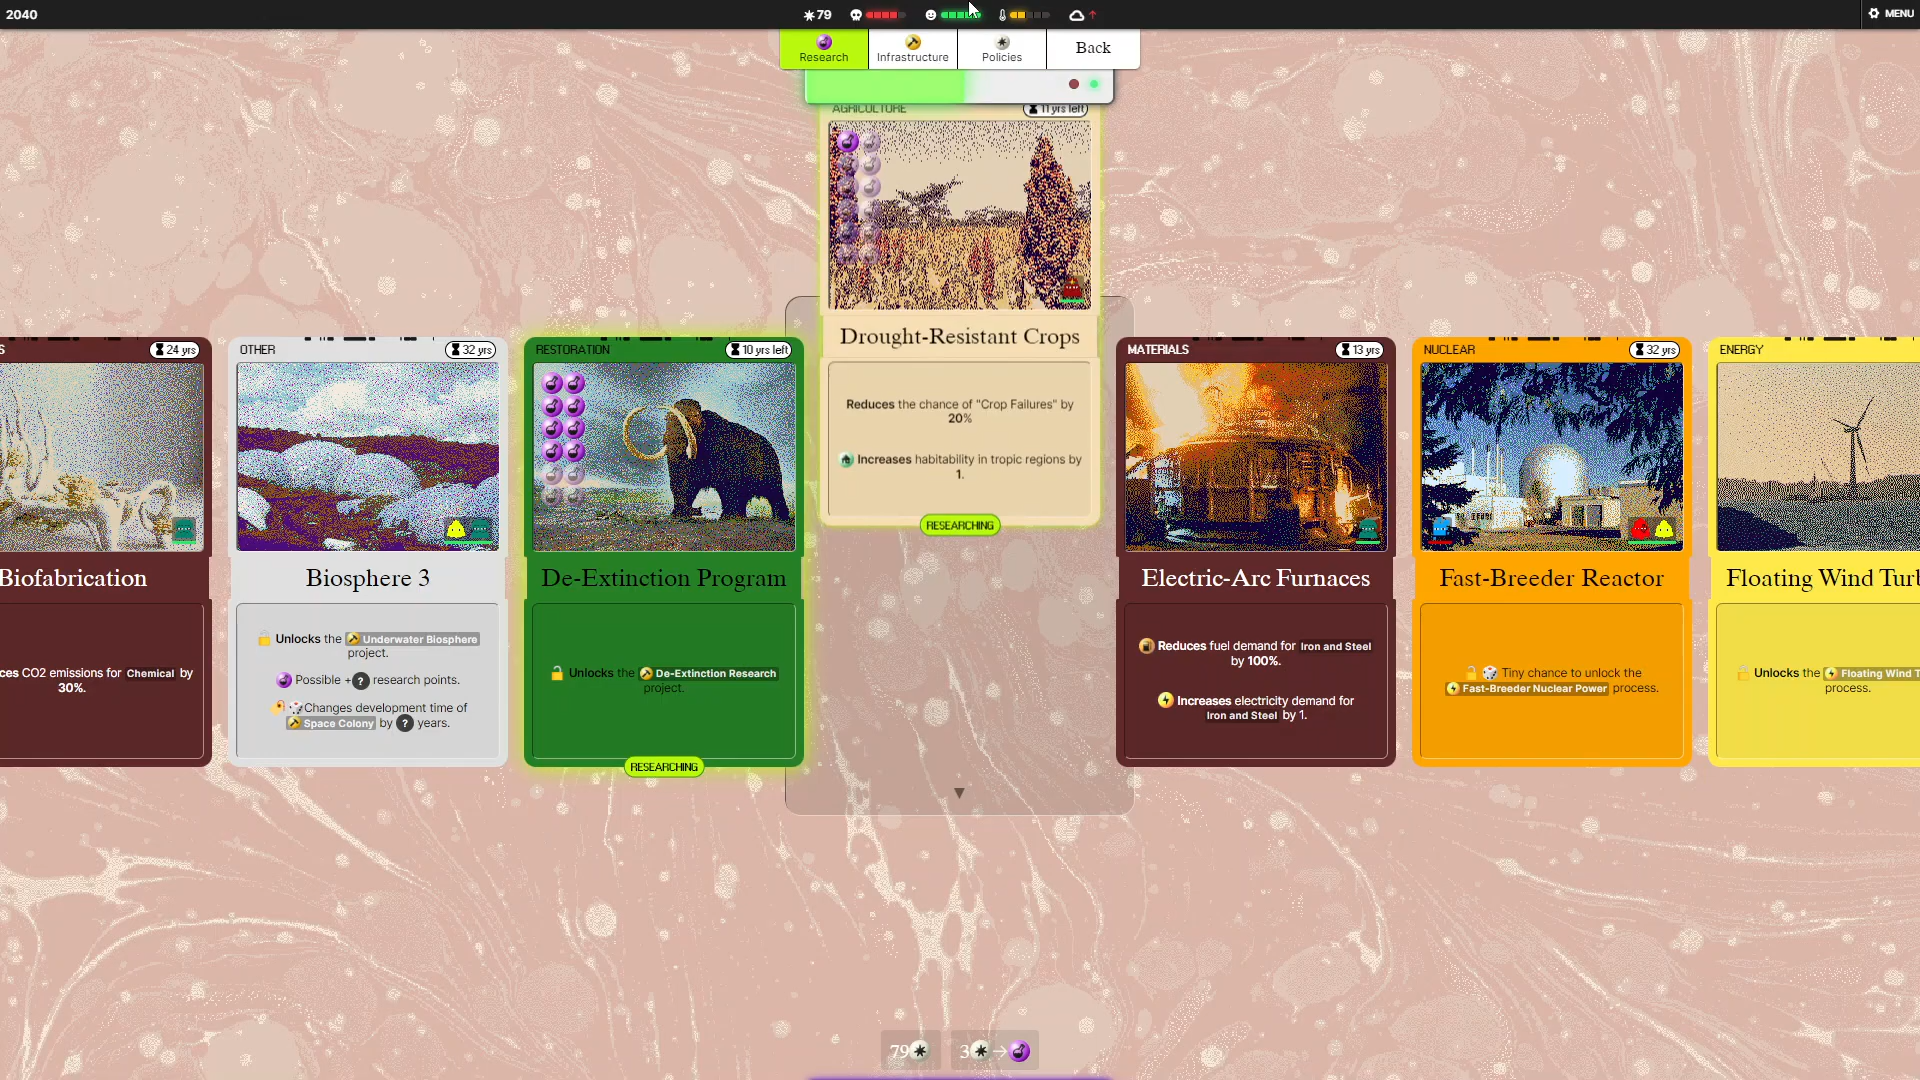 2040
79
MENU
Research
Infrastructure
Policies
Back
AGRICULTURE
11 yrs left
Drought-Resistant Crops
Reduces the chance of "Crop Failures" by
20%
Increases habitability in tropic regions by
1.
RESEARCHING
S
24 yrs
Biofabrication
ces CO2 emissions for Chemical by
30%.
OTHER
32 yrs
Biosphere 3
Unlocks the Underwater Biosphere
project.
Possible +? research points.
Changes development time of
Space Colony by ? years.
RESTORATION
10 yrs left
De-Extinction Program
Unlocks the De-Extinction Research
project.
RESEARCHING
MATERIALS
13 yrs
Electric-Arc Furnaces
Reduces fuel demand for Iron and Steel
by 100%.
Increases electricity demand for
Iron and Steel by 1.
NUCLEAR
32 yrs
Fast-Breeder Reactor
Tiny chance to unlock the
Fast-Breeder Nuclear Power process.
ENERGY
Floating Wind Turb
Unlocks the Floating Wind T
process.
79
3